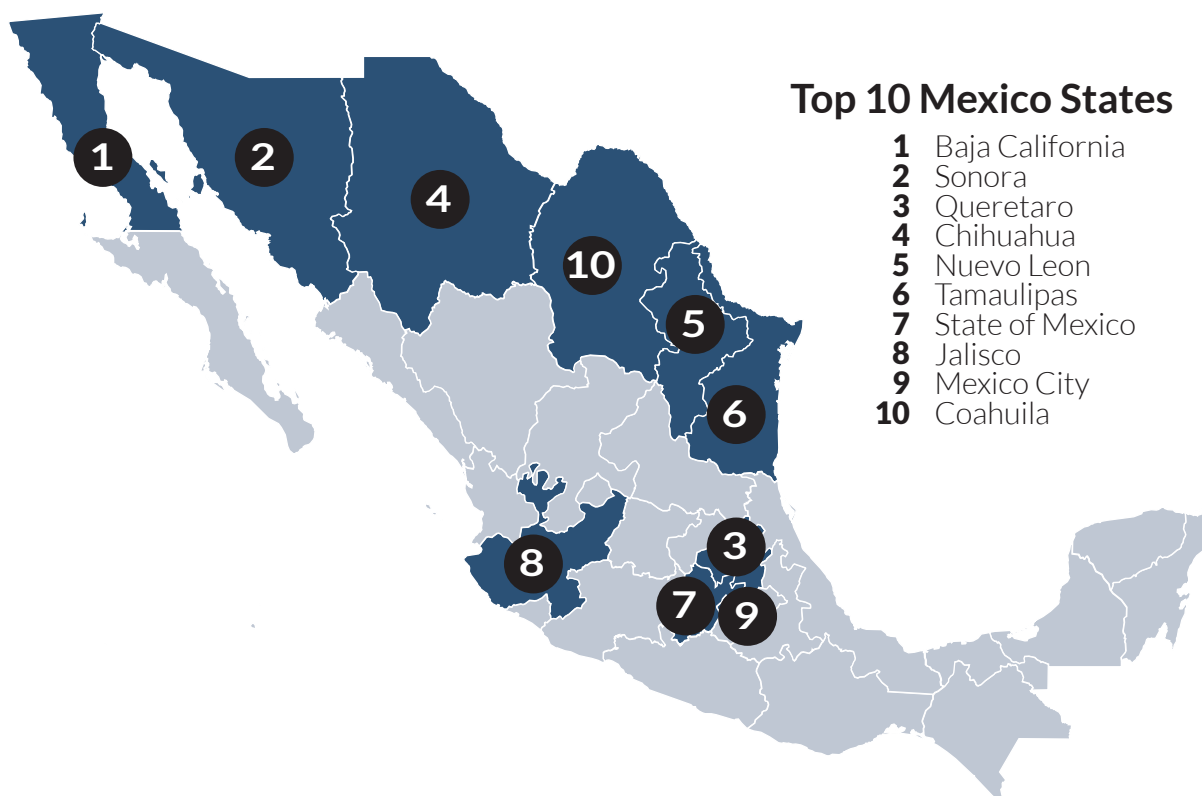 Top 10 Mexico States
1 Baja California
2 Sonora
3 Queretaro
4 Chihuahua
5 Nuevo Leon
6 Tamaulipas
7 State of Mexico
8 Jalisco
9 Mexico City
10 Coahuila
1
2
4
10
5
6
3
8
7
9